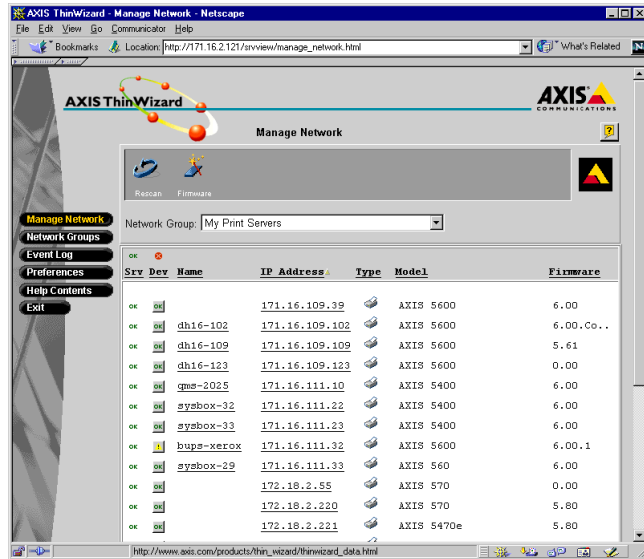 AXIS ThinWizard - Manage Network - Netscape
File Edit View Go Communicator Help
Bookmarks Location: http://171.16.2.121/srvview/manage_network.html What's Related N
AXIS ThinWizard
AXIS
COMMUNICATIONS
Manage Network ?
Rescan Firmware
Network Group: My Print Servers
Manage Network
Network Groups
Event Log
Preferences
Help Contents
Exit
OK
Srv Dev Name IP Address Type Model Firmware
OK OK 171.16.109.39 AXIS 5600 6.00
OK OK dh16-102 171.16.109.102 AXIS 5600 6.00.Co..
OK OK dh16-109 171.16.109.109 AXIS 5600 5.61
OK OK dh16-123 171.16.109.123 AXIS 5600 0.00
OK OK qms-2025 171.16.111.10 AXIS 5400 6.00
OK OK sysbox-32 171.16.111.22 AXIS 5400 6.00
OK OK sysbox-33 171.16.111.23 AXIS 5400 6.00
OK ! bups-xerox 171.16.111.32 AXIS 5600 6.00.1
OK OK sysbox-29 171.16.111.33 AXIS 560 6.00
OK OK 172.18.2.55 AXIS 570 0.00
OK OK 172.18.2.220 AXIS 570 5.80
OK OK 172.18.2.221 AXIS 5470e 5.80
http://www.axis.com/products/thin_wizard/thinwizard_data.html